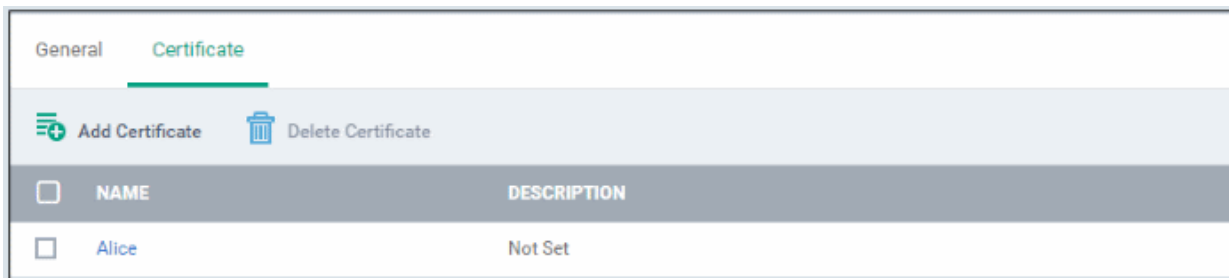 General Certificate
Add Certificate Delete Certificate
NAME DESCRIPTION
Alice Not Set